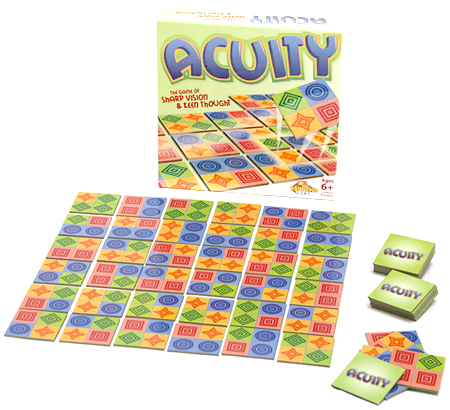 ACUITY
THE GAME OF
SHARP VISION
& KEEN THOUGHT
Ages
6+
ACUITY
ACUITY
ACUITY